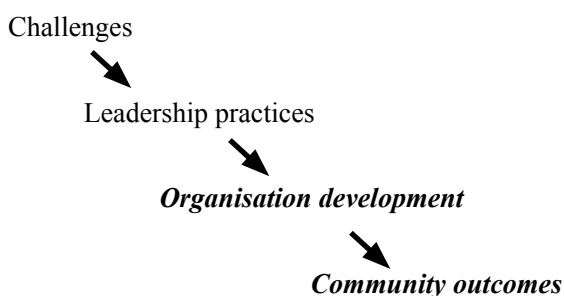 Challenges
Leadership practices
Organisation development
Community outcomes